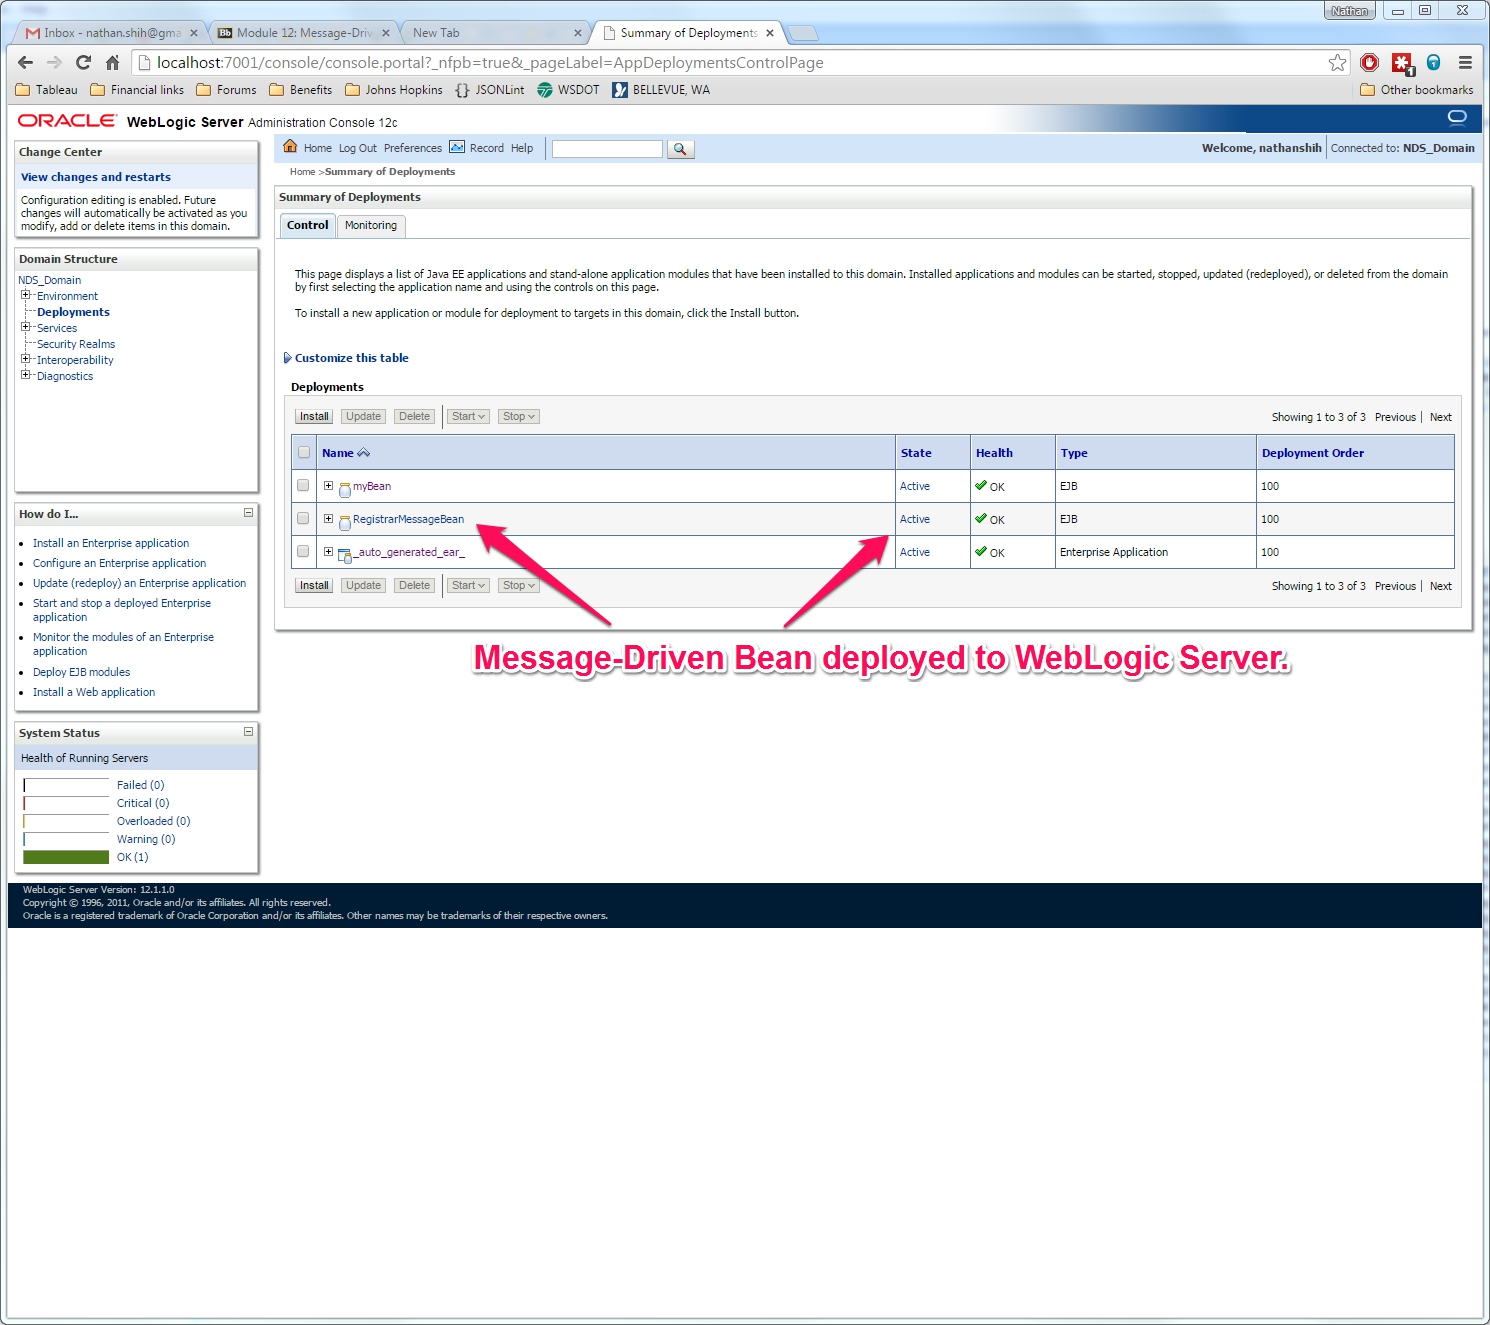 Nathan
Inbox - nathan.shih@gma
Module 12: Message-Driv
New Tab
Summary of Deployments
localhost:7001/console/console.portal?_nfpb=true&_pageLabel=AppDeploymentsControlPage
1
Tableau
Financial links
Forums
Benefits
Johns Hopkins
{} JSONLint
WSDOT
BELLEVUE, WA
Other bookmarks
ORACLE WebLogic Server Administration Console 12c
Change Center
View changes and restarts
Configuration editing is enabled. Future
changes will automatically be activated as you
modify, add or delete items in this domain.
Domain Structure
NDS_Domain
Environment
Deployments
Services
Security Realms
Interoperability
Diagnostics
How do I...
Install an Enterprise application
Configure an Enterprise application
Update (redeploy) an Enterprise application
Start and stop a deployed Enterprise
application
Monitor the modules of an Enterprise
application
Deploy EJB modules
Install a Web application
System Status
Health of Running Servers
Failed (0)
Critical (0)
Overloaded (0)
Warning (0)
OK (1)
Home Log Out Preferences Record Help
Welcome, nathanshih
Connected to: NDS_Domain
Home >Summary of Deployments
Summary of Deployments
Control Monitoring
This page displays a list of Java EE applications and stand-alone application modules that have been installed to this domain. Installed applications and modules can be started, stopped, updated (redeployed), or deleted from the domain
by first selecting the application name and using the controls on this page.
To install a new application or module for deployment to targets in this domain, click the Install button.
Customize this table
Deployments
Install Update Delete Start Stop
Showing 1 to 3 of 3 Previous | Next
Name State Health Type Deployment Order
myBean Active OK EJB 100
RegistrarMessageBean Active OK EJB 100
_auto_generated_ear_ Active OK Enterprise Application 100
Install Update Delete Start Stop
Showing 1 to 3 of 3 Previous | Next
Message-Driven Bean deployed to WebLogic Server.
WebLogic Server Version: 12.1.1.0
Copyright © 1996, 2011, Oracle and/or its affiliates. All rights reserved.
Oracle is a registered trademark of Oracle Corporation and/or its affiliates. Other names may be trademarks of their respective owners.